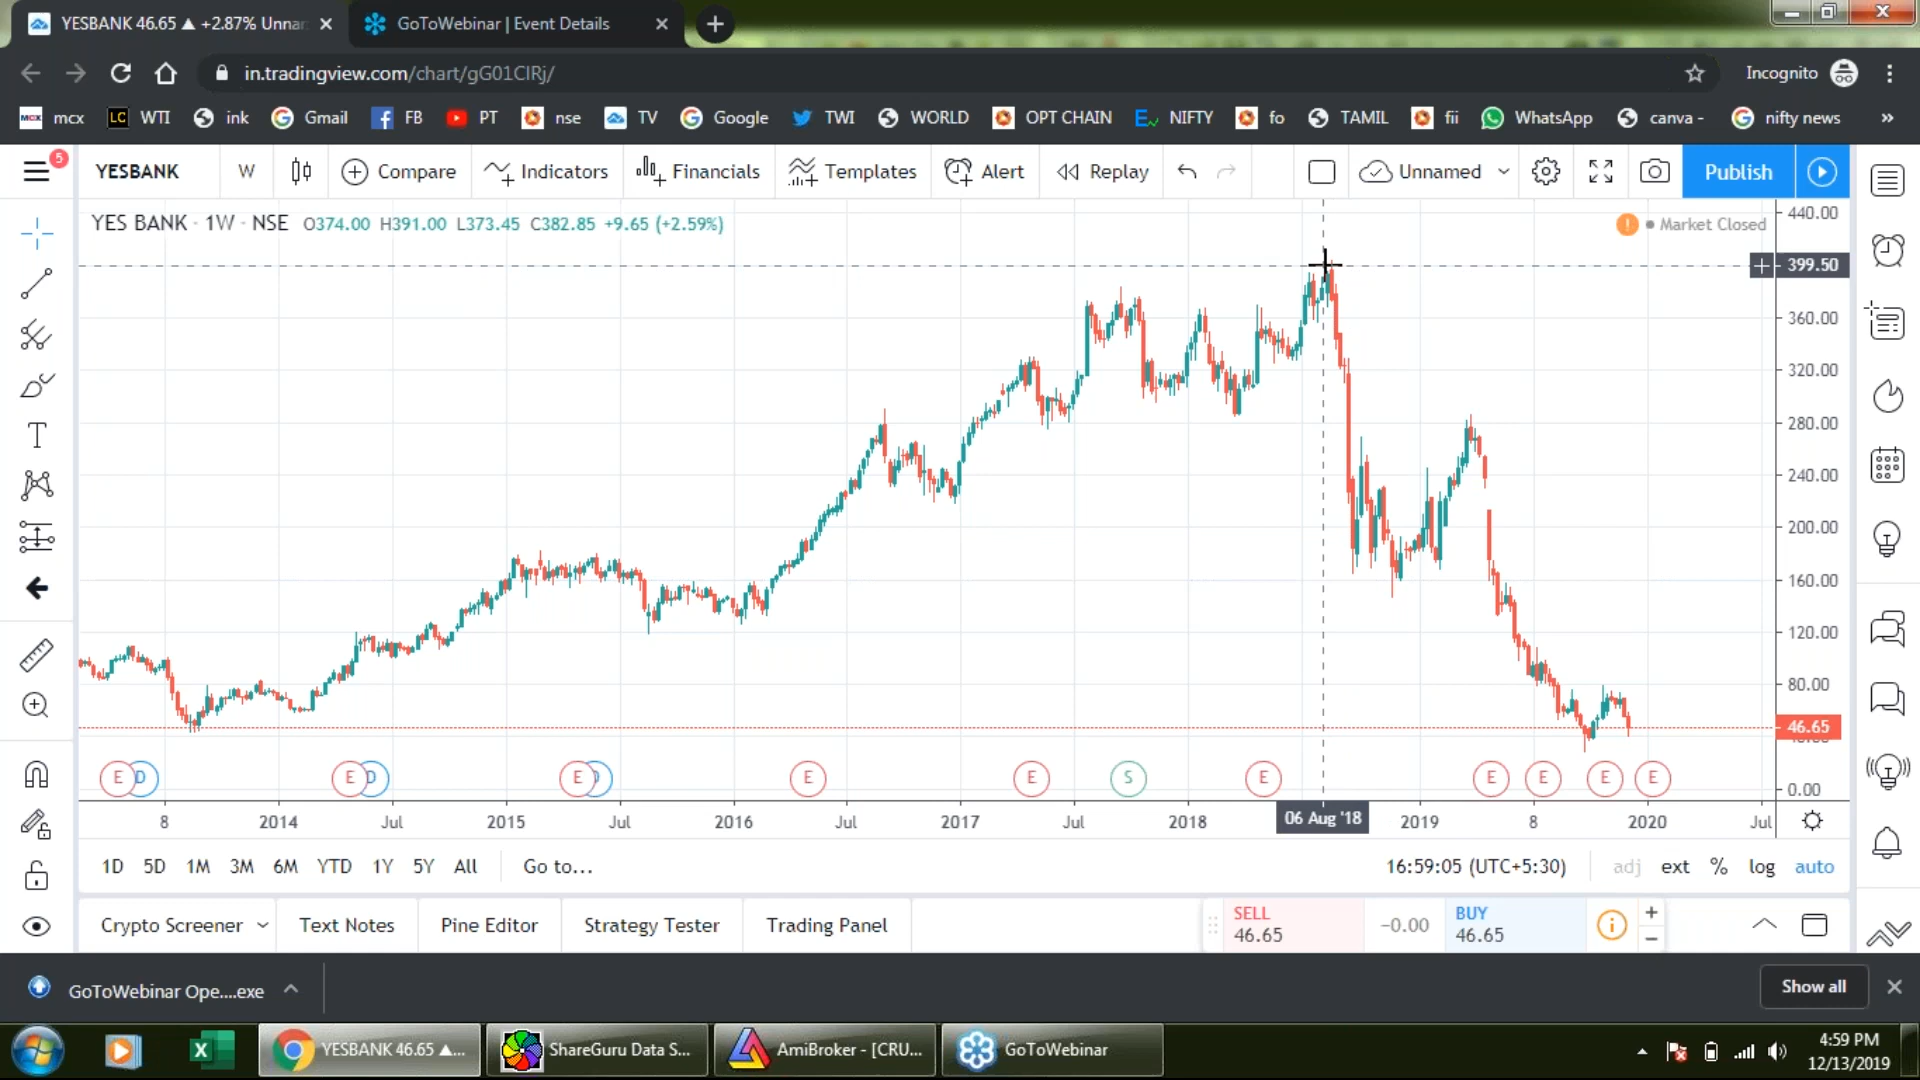 YESBANK 46.65 ▲ +2.87% Unnar
GoToWebinar | Event Details
in.tradingview.com/chart/gG01ClRj/
Incognito
mcx WTI ink Gmail FB PT nse TV Google TWI WORLD OPT CHAIN NIFTY fo TAMIL fii WhatsApp canva - nifty news »
5
YESBANK W Compare Indicators Financials Templates Alert Replay Unnamed Publish
YES BANK · 1W · NSE O374.00 H391.00 L373.45 C382.85 +9.65 (+2.59%)
Market Closed
440.00
399.50
360.00
320.00
280.00
240.00
200.00
160.00
120.00
80.00
46.65
0.00
E D E D E E E S E E E E E
8 2014 Jul 2015 Jul 2016 Jul 2017 Jul 2018 06 Aug '18 2019 8 2020 Jul
1D 5D 1M 3M 6M YTD 1Y 5Y All Go to... 16:59:05 (UTC+5:30) adj ext % log auto
Crypto Screener Text Notes Pine Editor Strategy Tester Trading Panel
SELL
46.65
−0.00
BUY
46.65
GoToWebinar Ope....exe
Show all
YESBANK 46.65 ▲...
ShareGuru Data S...
AmiBroker - [CRU...
GoToWebinar
4:59 PM
12/13/2019